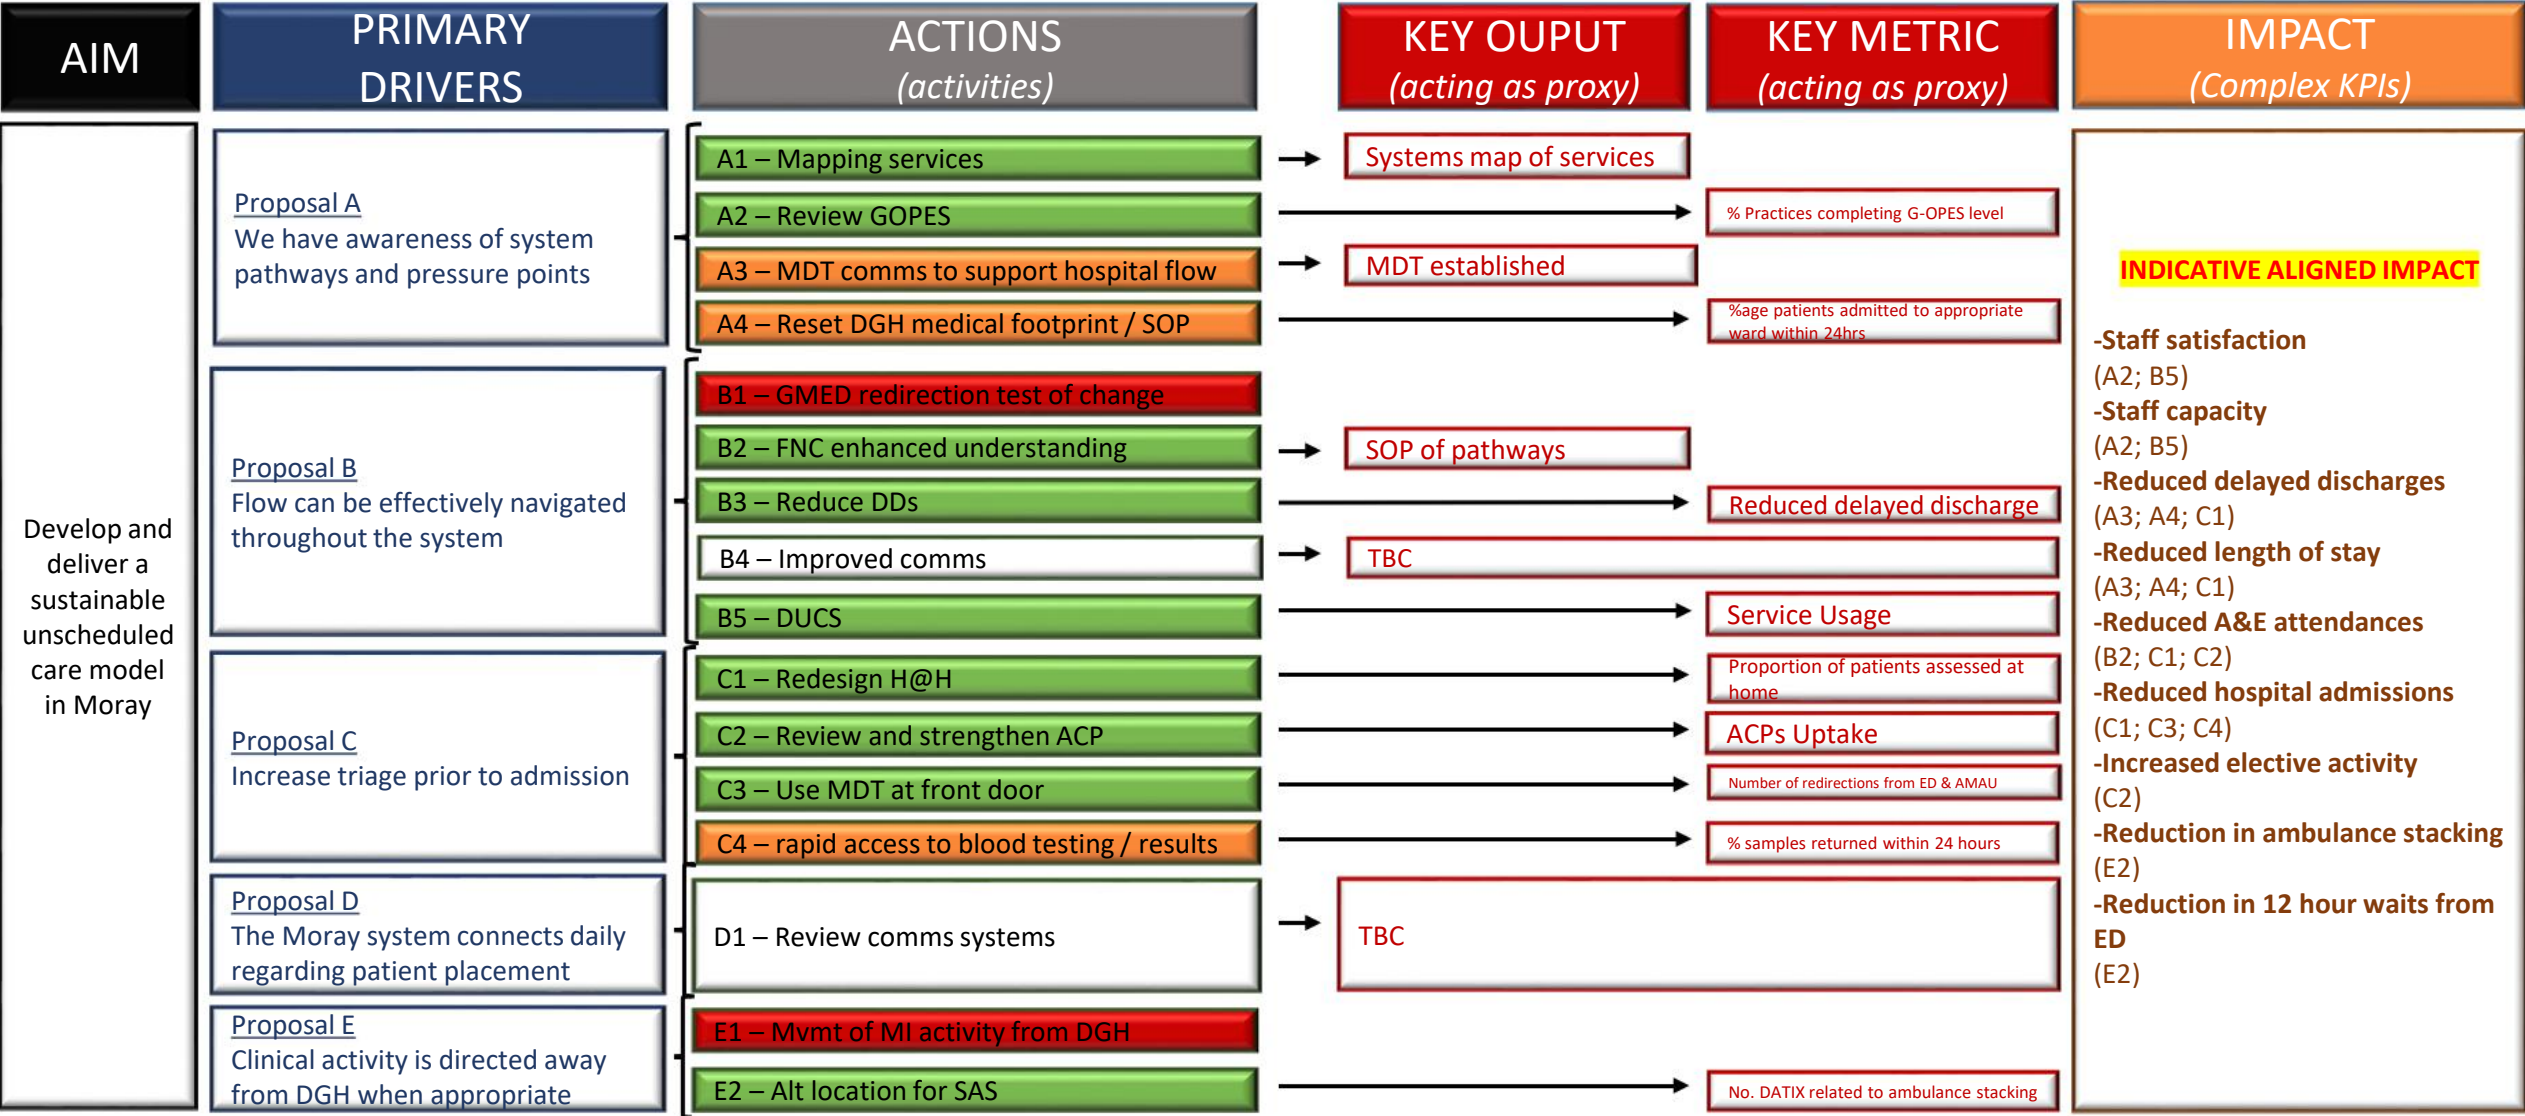 AIM
PRIMARY
DRIVERS
ACTIONS
(activities)
KEY OUPUT
(acting as proxy)
KEY METRIC
(acting as proxy)
IMPACT
(Complex KPIs)
Develop and
deliver a
sustainable
unscheduled
care model
in Moray
Proposal A
We have awareness of system
pathways and pressure points
A1 – Mapping services
Systems map of services
A2 – Review GOPES
% Practices completing G-OPES level
A3 – MDT comms to support hospital flow
MDT established
A4 – Reset DGH medical footprint / SOP
%age patients admitted to appropriate
ward within 24hrs
Proposal B
Flow can be effectively navigated
throughout the system
B1 – GMED redirection test of change
B2 – FNC enhanced understanding
SOP of pathways
B3 – Reduce DDs
Reduced delayed discharge
B4 – Improved comms
TBC
B5 – DUCS
Service Usage
Proposal C
Increase triage prior to admission
C1 – Redesign H@H
Proportion of patients assessed at
home
C2 – Review and strengthen ACP
ACPs Uptake
C3 – Use MDT at front door
Number of redirections from ED & AMAU
C4 – rapid access to blood testing / results
% samples returned within 24 hours
Proposal D
The Moray system connects daily
regarding patient placement
D1 – Review comms systems
TBC
Proposal E
Clinical activity is directed away
from DGH when appropriate
E1 – Mvmt of MI activity from DGH
E2 – Alt location for SAS
No. DATIX related to ambulance stacking
INDICATIVE ALIGNED IMPACT
-Staff satisfaction
(A2; B5)
-Staff capacity
(A2; B5)
-Reduced delayed discharges
(A3; A4; C1)
-Reduced length of stay
(A3; A4; C1)
-Reduced A&E attendances
(B2; C1; C2)
-Reduced hospital admissions
(C1; C3; C4)
-Increased elective activity
(C2)
-Reduction in ambulance stacking
(E2)
-Reduction in 12 hour waits from
ED
(E2)